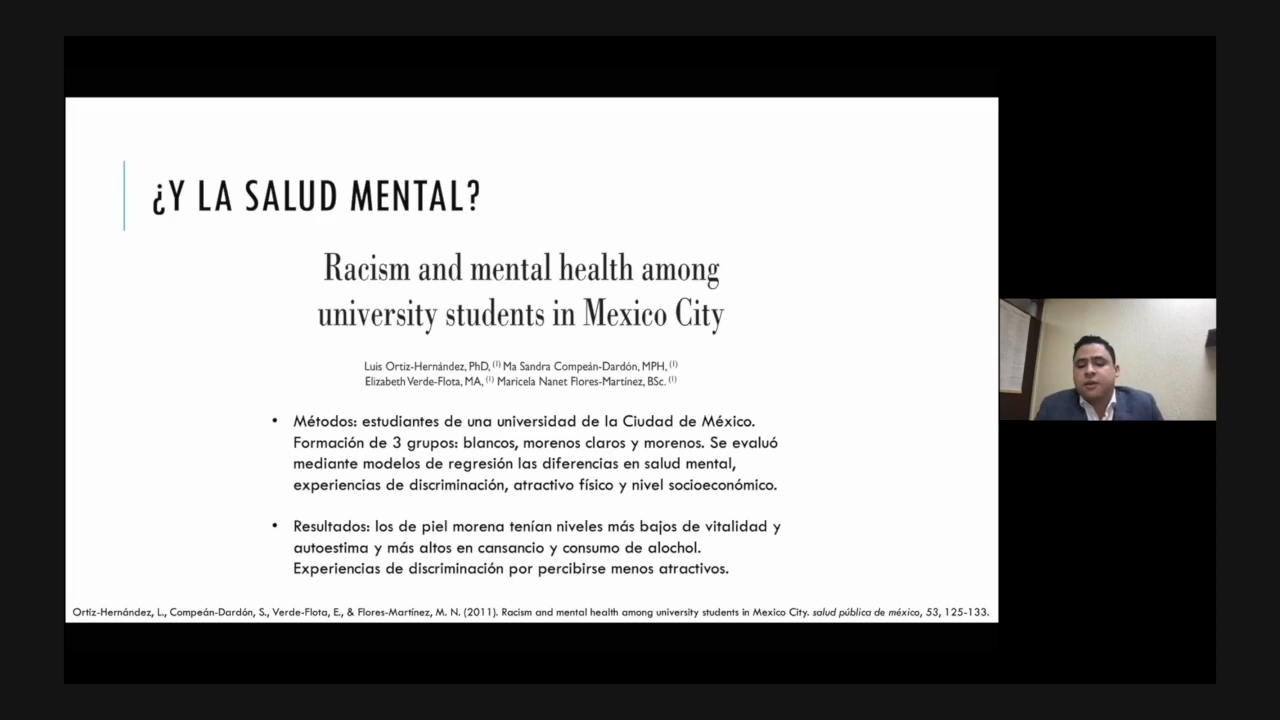 ¿Y LA SALUD MENTAL?
Racism and mental health among
university students in Mexico City
Luis Ortiz-Hernández, PhD, (1) Ma Sandra Compeán-Dardón, MPH, (1)
Elizabeth Verde-Flota, MA, (1) Maricela Nanet Flores-Martínez, BSc. (1)
• Métodos: estudiantes de una universidad de la Ciudad de México.
Formación de 3 grupos: blancos, morenos claros y morenos. Se evaluó
mediante modelos de regresión las diferencias en salud mental,
experiencias de discriminación, atractivo físico y nivel socioeconómico.
• Resultados: los de piel morena tenían niveles más bajos de vitalidad y
autoestima y más altos en cansancio y consumo de alochol.
Experiencias de discriminación por percibirse menos atractivos.
Ortiz-Hernández, L., Compeán-Dardón, S., Verde-Flota, E., & Flores-Martínez, M. N. (2011). Racism and mental health among university students in Mexico City. salud pública de méxico, 53, 125-133.